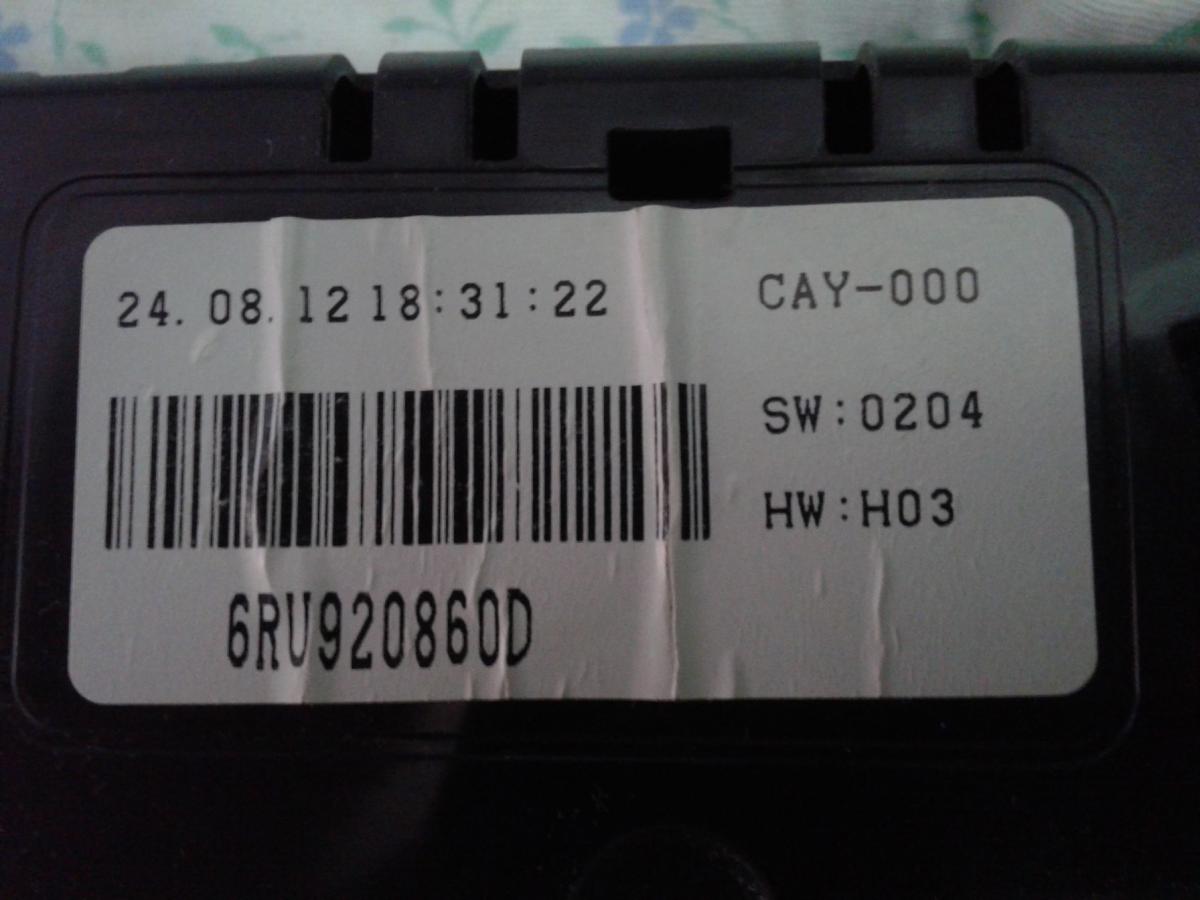 24. 08. 12 18:31:22
CAY-000
SW:0204
HW:H03
6RU920860D